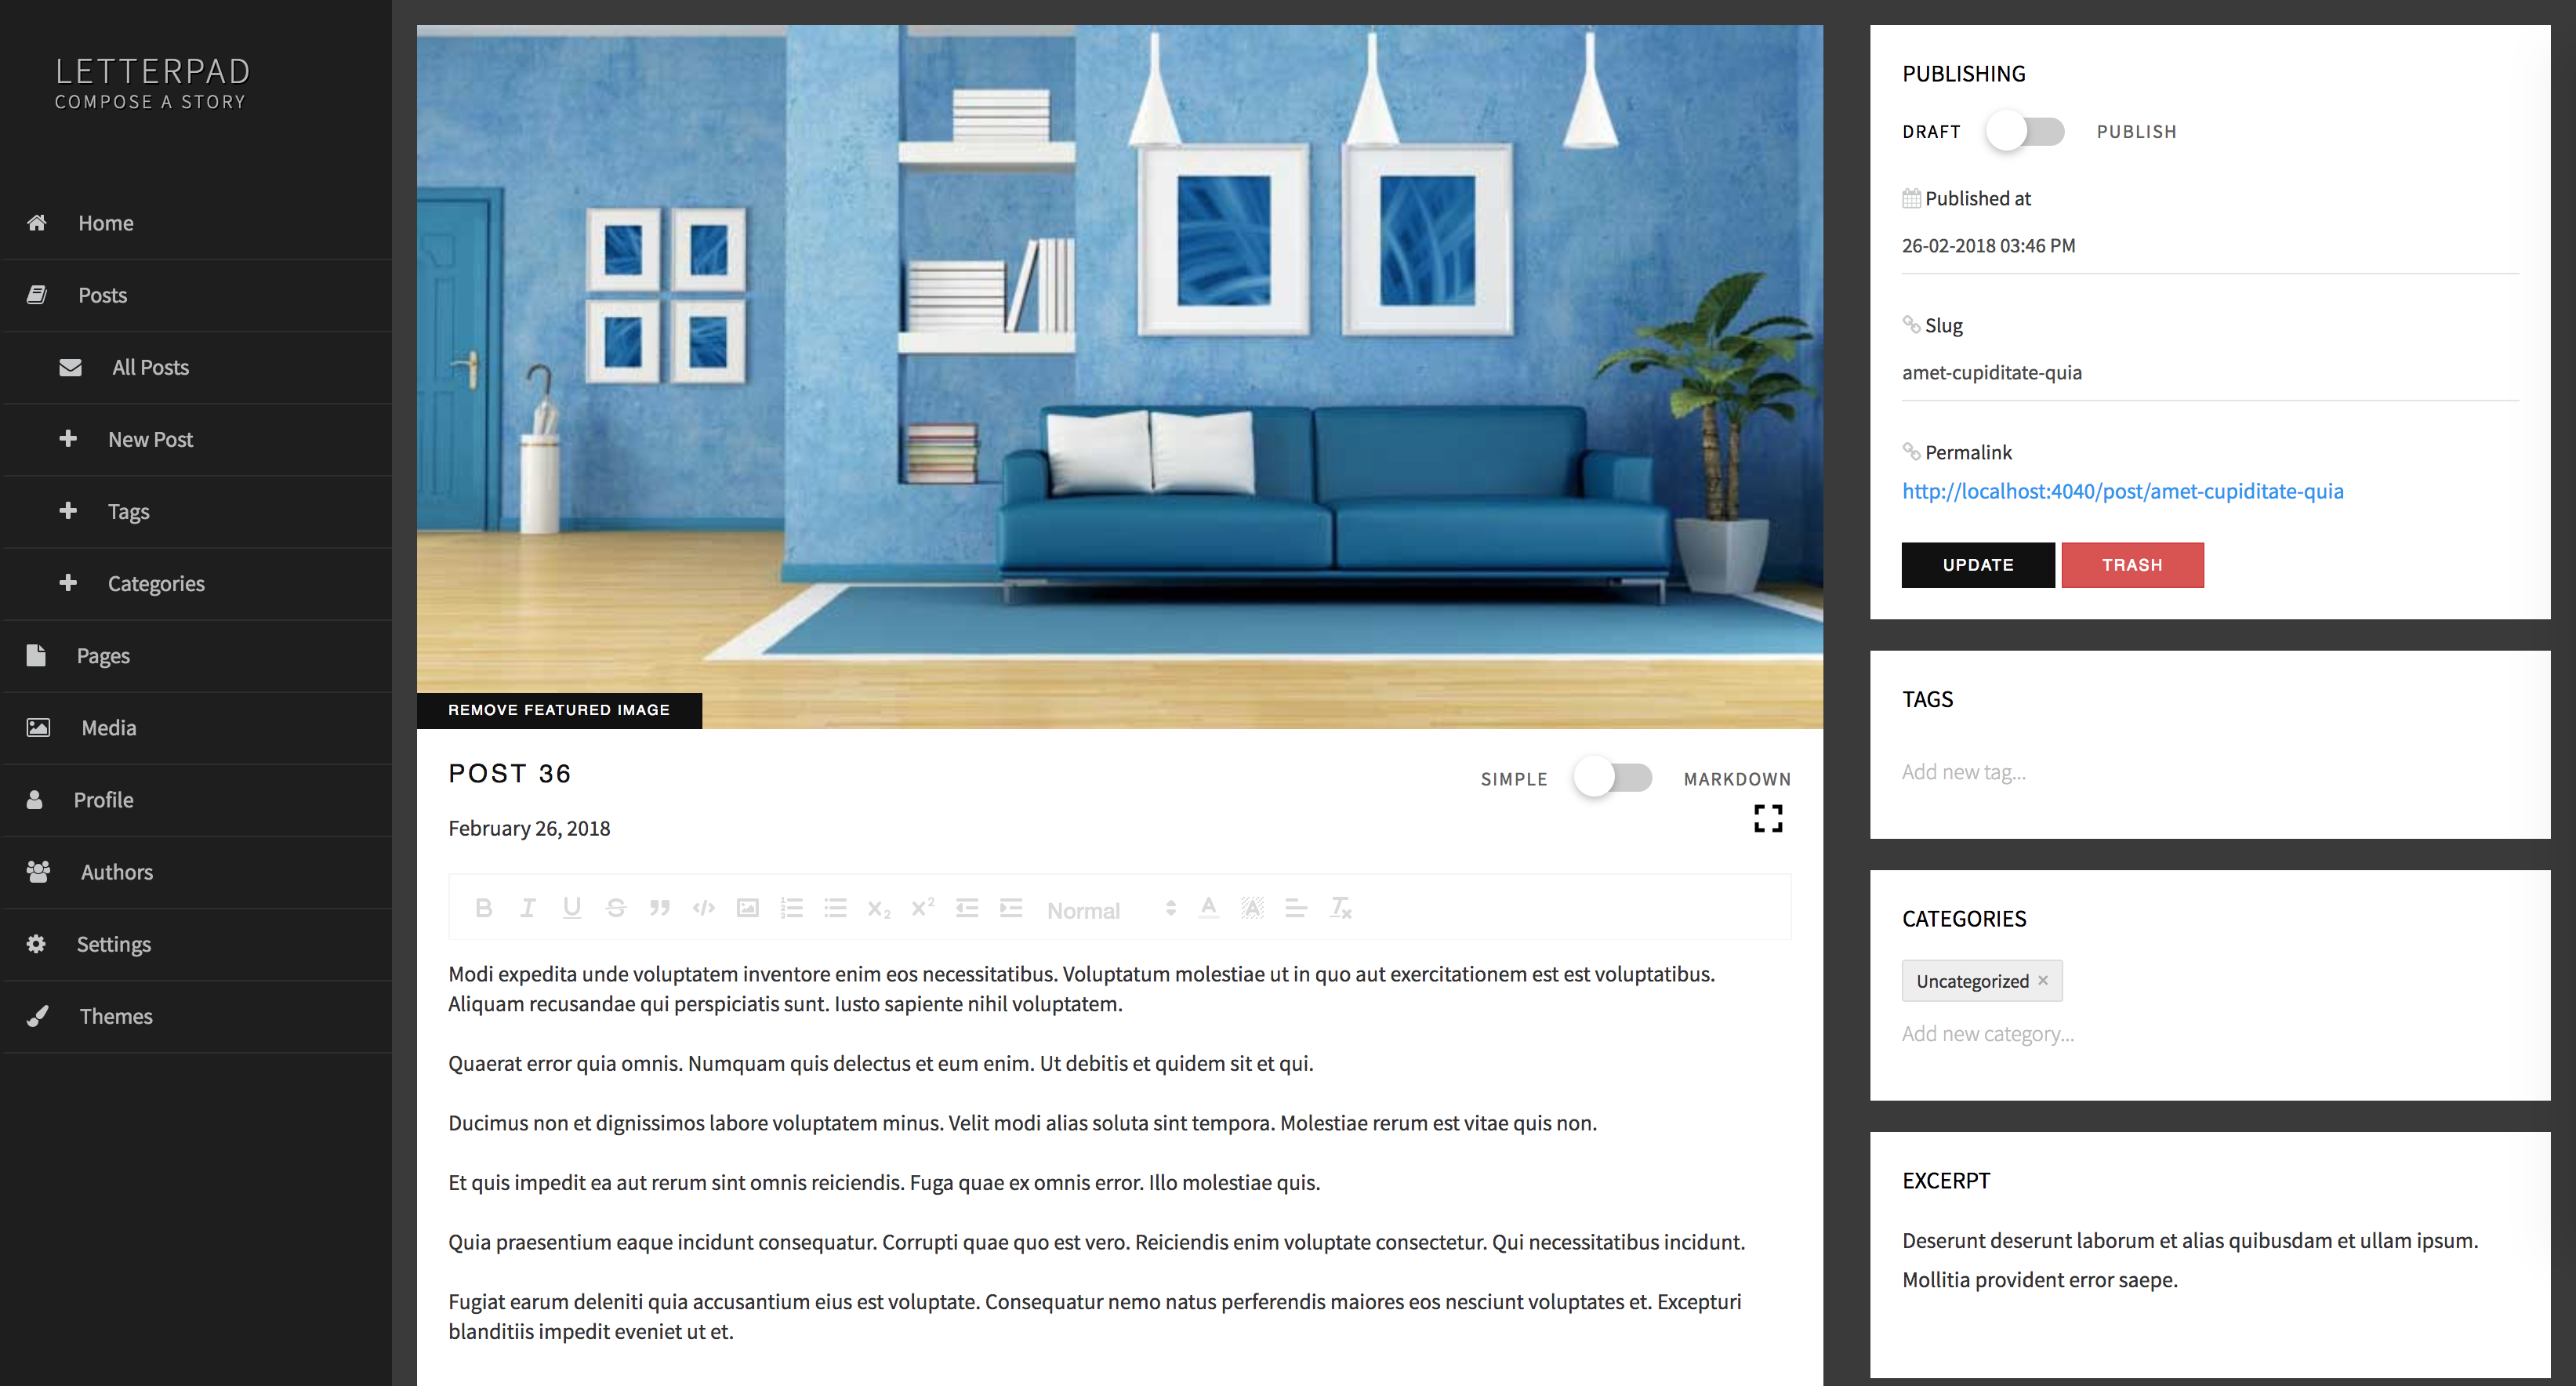 LETTERPAD
COMPOSE A STORY
Home
Posts
All Posts
New Post
Tags
Categories
Pages
Media
Profile
Authors
Settings
Themes
REMOVE FEATURED IMAGE
POST 36
SIMPLE MARKDOWN
February 26, 2018
Normal
Modi expedita unde voluptatem inventore enim eos necessitatibus. Voluptatum molestiae ut in quo aut exercitationem est est voluptatibus.
Aliquam recusandae qui perspiciatis sunt. Iusto sapiente nihil voluptatem.
Quaerat error quia omnis. Numquam quis delectus et eum enim. Ut debitis et quidem sit et qui.
Ducimus non et dignissimos labore voluptatem minus. Velit modi alias soluta sint tempora. Molestiae rerum est vitae quis non.
Et quis impedit ea aut rerum sint omnis reiciendis. Fuga quae ex omnis error. Illo molestiae quis.
Quia praesentium eaque incidunt consequatur. Corrupti quae quo est vero. Reiciendis enim voluptate consectetur. Qui necessitatibus incidunt.
Fugiat earum deleniti quia accusantium eius est voluptate. Consequatur nemo natus perferendis maiores eos nesciunt voluptates et. Excepturi
blanditiis impedit eveniet ut et.
PUBLISHING
DRAFT PUBLISH
Published at
26-02-2018 03:46 PM
Slug
amet-cupiditate-quia
Permalink
http://localhost:4040/post/amet-cupiditate-quia
UPDATE TRASH
TAGS
Add new tag...
CATEGORIES
Uncategorized ×
Add new category...
EXCERPT
Deserunt deserunt laborum et alias quibusdam et ullam ipsum.
Mollitia provident error saepe.